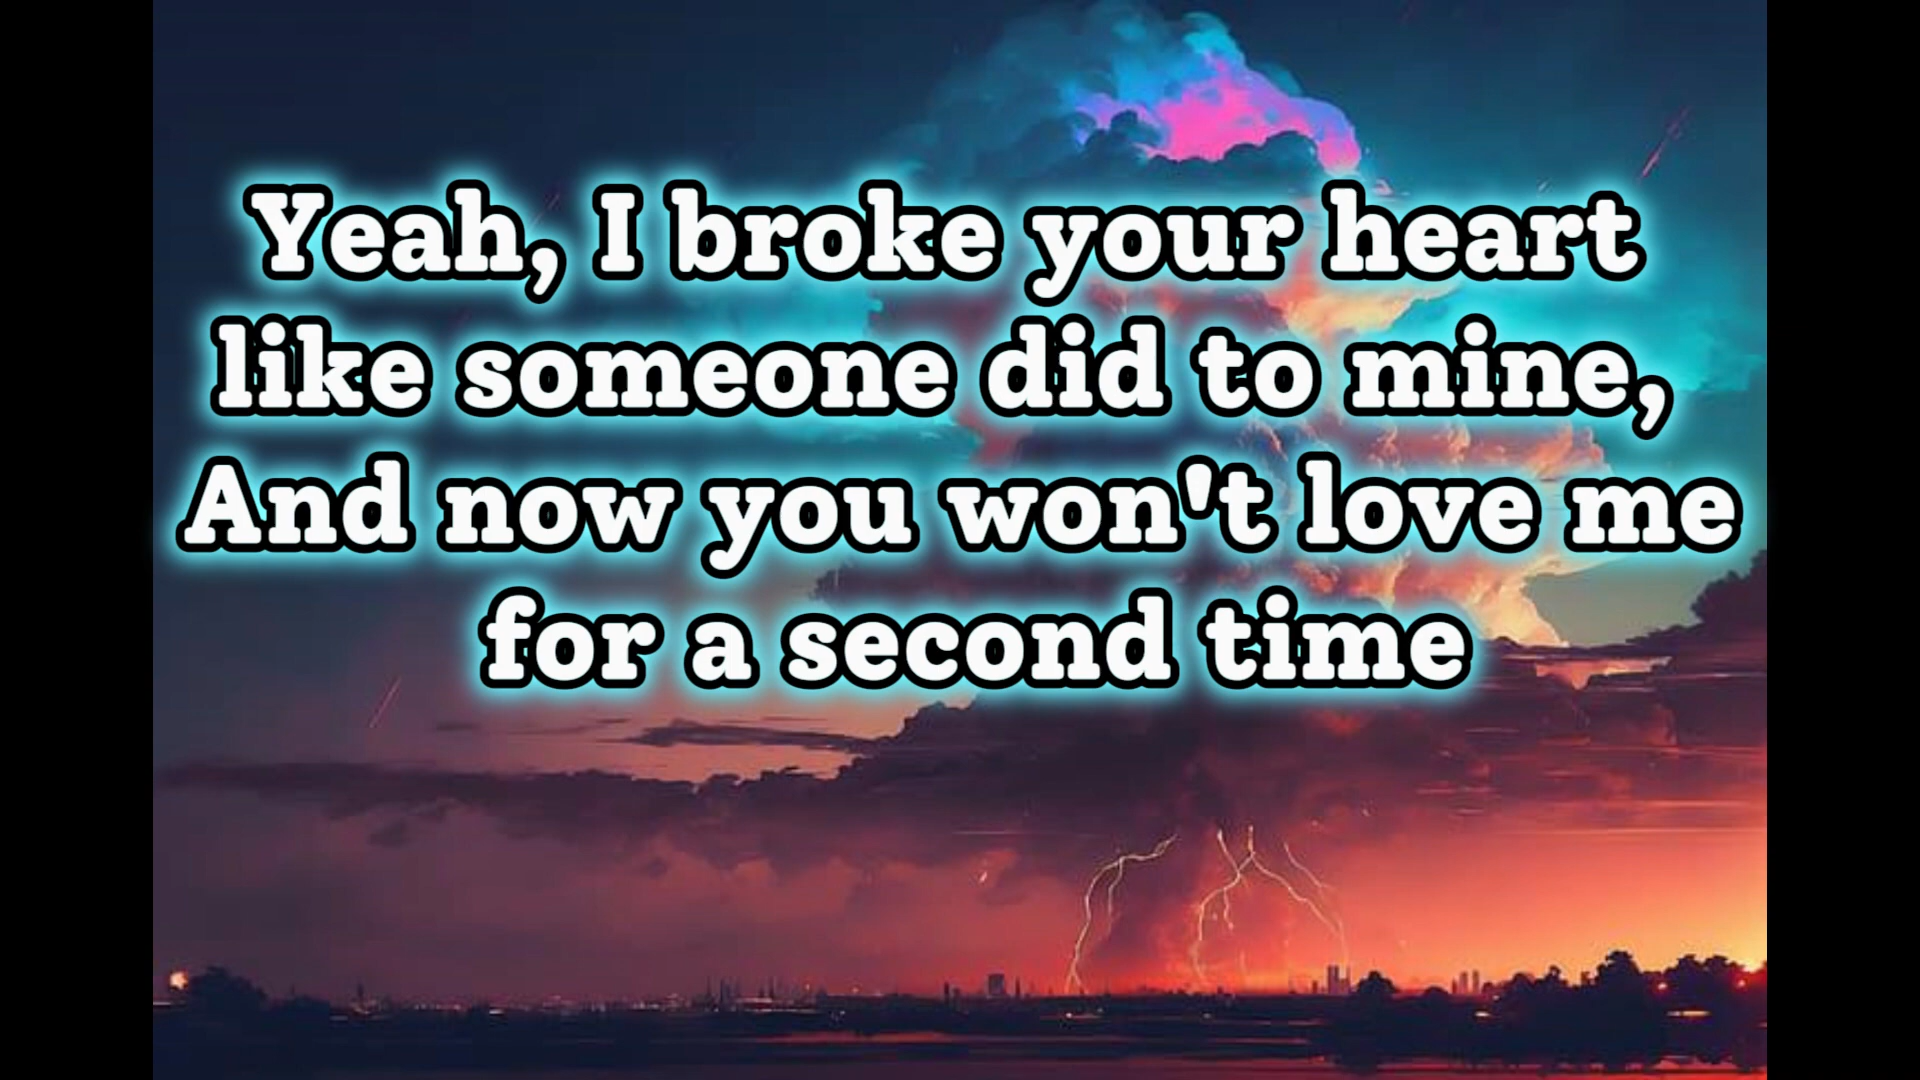 Yeah, I broke your heart
like someone did to mine,
And now you won't love me
for a second time